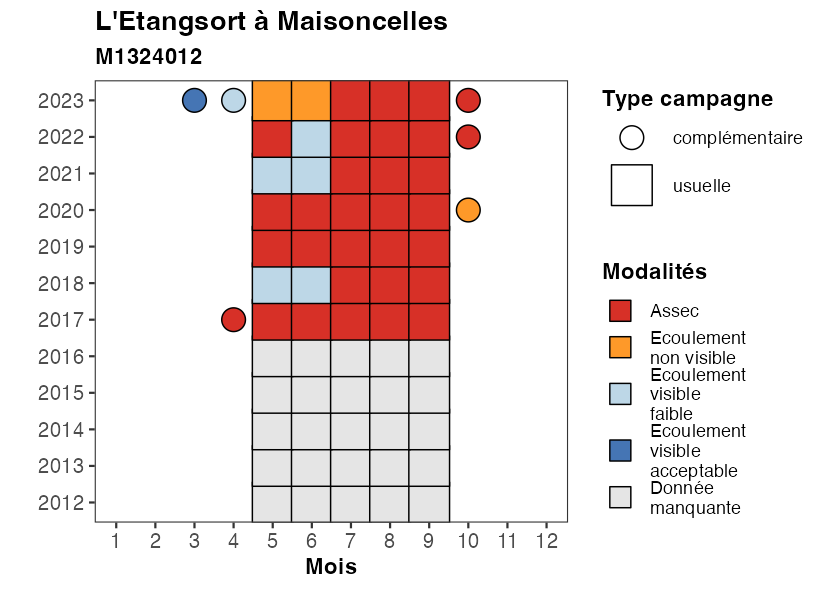 L'Etangsort à Maisoncelles
M1324012
2023
2022
2021
2020
2019
2018
2017
2016
2015
2014
2013
2012
1 2 3 4 5 6 7 8 9 10 11 12
Mois
Type campagne
complémentaire
usuelle
Modalités
Assec
Ecoulement
non visible
Ecoulement
visible
faible
Ecoulement
visible
acceptable
Donnée
manquante